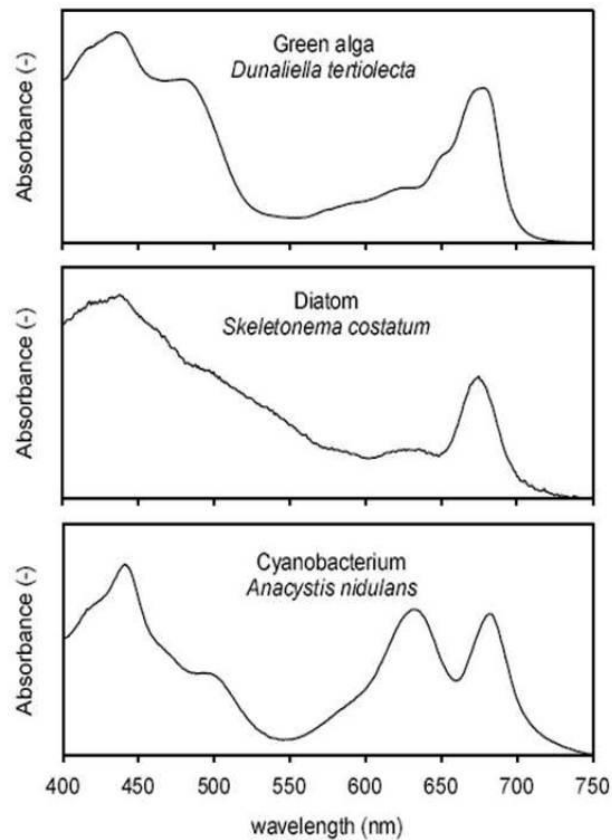 Absorbance (-)
Green alga
Dunaliella tertiolecta
Absorbance (-)
Diatom
Skeletonema costatum
Absorbance (-)
Cyanobacterium
Anacystis nidulans
400 450 500 550 600 650 700 750
wavelength (nm)